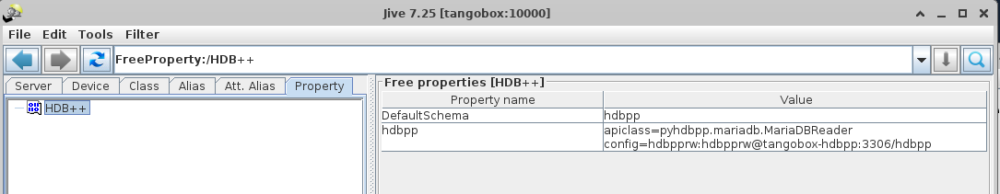 Jive 7.25 [tangobox:10000]
File Edit Tools Filter
FreeProperty:/HDB++
Server Device Class Alias Att. Alias Property
HDB++
Free properties [HDB++]
Property name Value
DefaultSchema hdbpp
hdbpp apiclass=pyhdbpp.mariadb.MariaDBReader
config=hdbpprw:hdbpprw@tangobox-hdbpp:3306/hdbpp